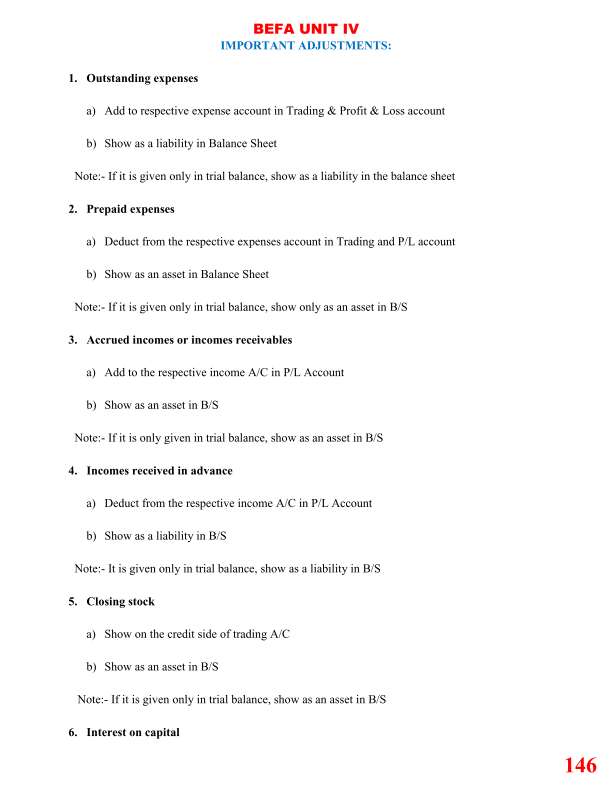 BEFA UNIT IV
IMPORTANT ADJUSTMENTS:
1. Outstanding expenses
a) Add to respective expense account in Trading & Profit & Loss account
b) Show as a liability in Balance Sheet
Note:- If it is given only in trial balance, show as a liability in the balance sheet
2. Prepaid expenses
a) Deduct from the respective expenses account in Trading and P/L account
b) Show as an asset in Balance Sheet
Note:- If it is given only in trial balance, show only as an asset in B/S
3. Accrued incomes or incomes receivables
a) Add to the respective income A/C in P/L Account
b) Show as an asset in B/S
Note:- If it is only given in trial balance, show as an asset in B/S
4. Incomes received in advance
a) Deduct from the respective income A/C in P/L Account
b) Show as a liability in B/S
Note:- It is given only in trial balance, show as a liability in B/S
5. Closing stock
a) Show on the credit side of trading A/C
b) Show as an asset in B/S
Note:- If it is given only in trial balance, show as an asset in B/S
6. Interest on capital
146